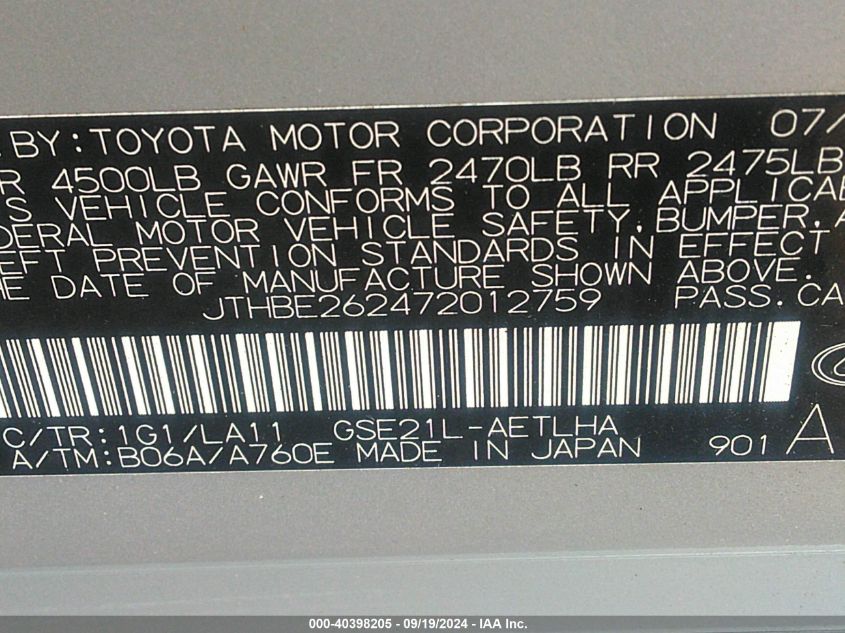 BY: TOYOTA MOTOR CORPORATION 07/
R 4500LB GAWR FR 2470LB RR 2475LB
S VEHICLE CONFORMS TO ALL APPLICAB
DERAL MOTOR VEHICLE SAFETY, BUMPER, A
EFT PREVENTION STANDARDS IN EFFECT
HE DATE OF MANUFACTURE SHOWN ABOVE.
JTHBE262472012759 PASS. CA
C/TR: 1G1/LA11 GSE21L-AETLHA
A/TM: B06A/A760E MADE IN JAPAN 901 A
000-40398205 - 09/19/2024 - IAA Inc.